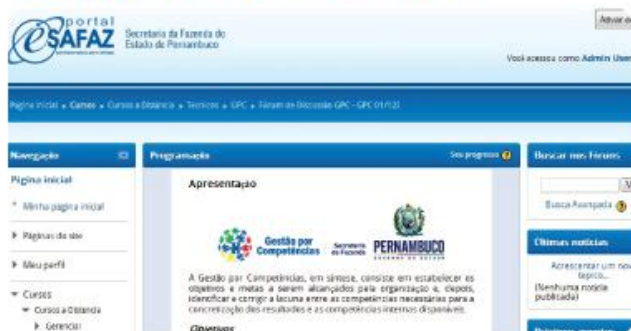 portal
eSAFAZ
Secretaria da Fazenda do
Estado de Pernambuco
Ativar
Você acessou como Admin User
Página inicial ▸ Cursos ▸ Cursos a Distância ▸ Técnicos ▸ GPC ▸ Fórum de Discussão GPC - GPC 01/12
Navegação
Página inicial
Minha página inicial
Páginas do site
Meu perfil
Cursos
Cursos a Distância
Gerencial
Programação
Seu progresso
Apresentação
Gestão por
Competências
Secretaria
da Fazenda
PERNAMBUCO
GOVERNO DO ESTADO
A Gestão por Competências, em síntese, consiste em estabelecer os
objetivos e metas a serem alcançados pela organização e, depois,
identificar e corrigir a lacuna entre as competências necessárias para a
concretização dos resultados e as competências internas disponíveis.
Objetivos
Buscar nos Fóruns
Busca Avançada
Últimas notícias
Acrescentar um novo
tópico...
(Nenhuma notícia
publicada)